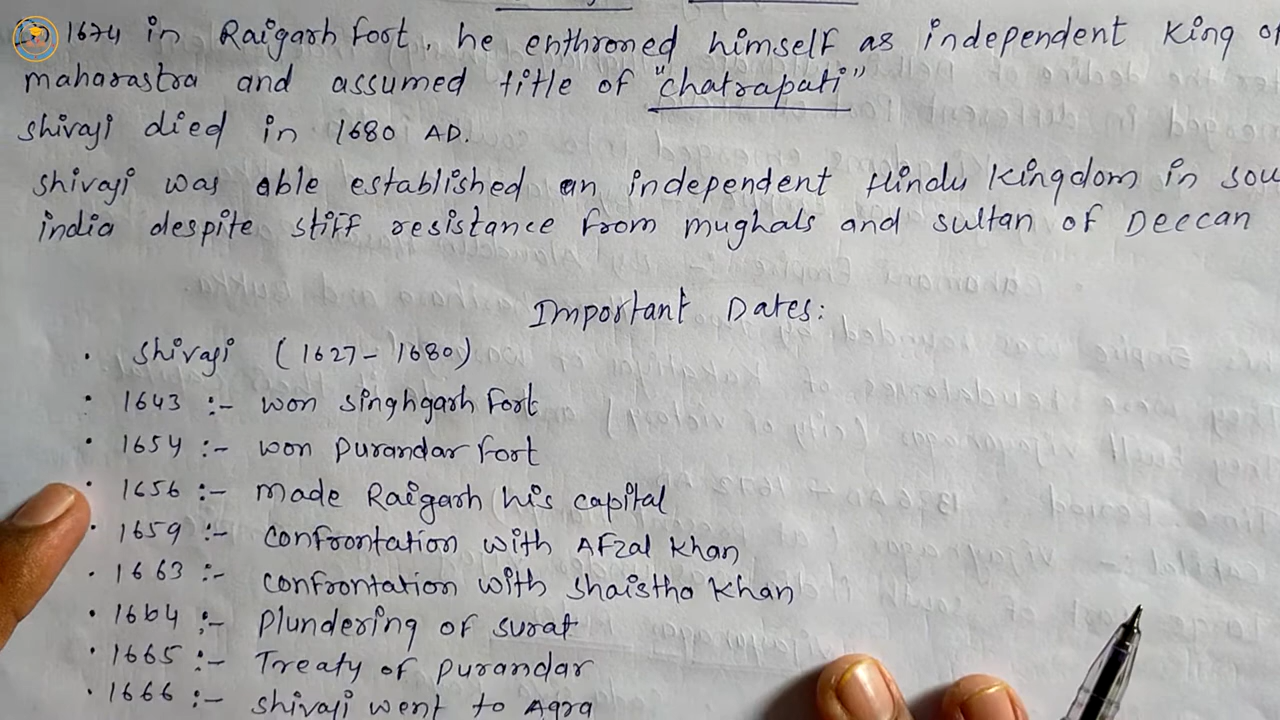 1674 in Raigarh Fort, he enthroned himself as independent King of
maharastra and assumed title of "chatrapati"
Shivaji died in 1680 AD.
Shivaji was able established an independent Hindu Kingdom in sou
india despite stiff resistance from mughals and sultan of Deccan
Important Dates:
• Shivaji (1627-1680)
• 1643 :- won Singhgarh Fort
• 1654 :- won Purandar Fort
• 1656 :- made Raigarh his capital
• 1659 :- confrontation with Afzal Khan
• 1663 :- confrontation with Shaistha Khan
• 1664 :- Plundering of surat
• 1665 :- Treaty of purandar
• 1666 :- Shivaji went to Agra